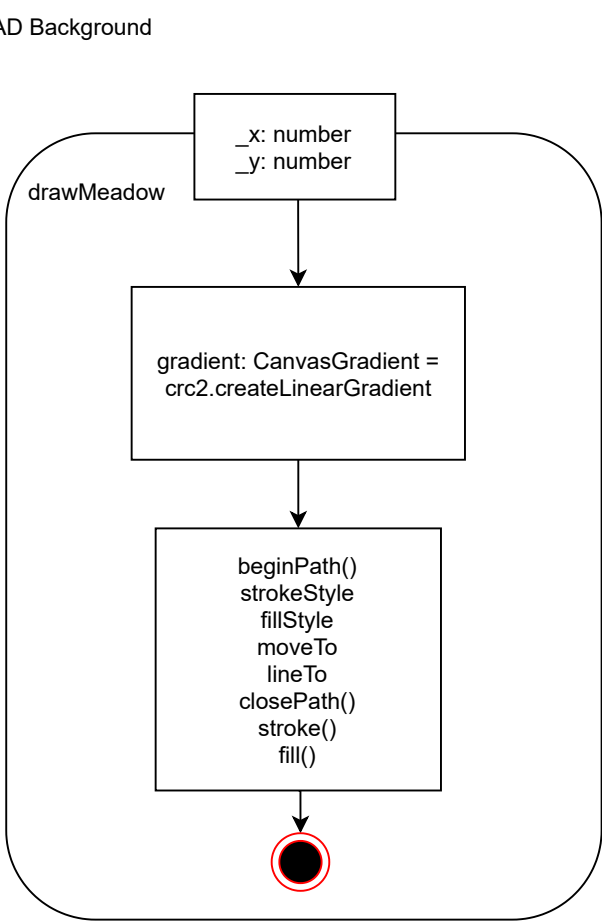 AD Background
_x: number
_y: number
drawMeadow
gradient: CanvasGradient =
crc2.createLinearGradient
beginPath()
strokeStyle
fillStyle
moveTo
lineTo
closePath()
stroke()
fill()